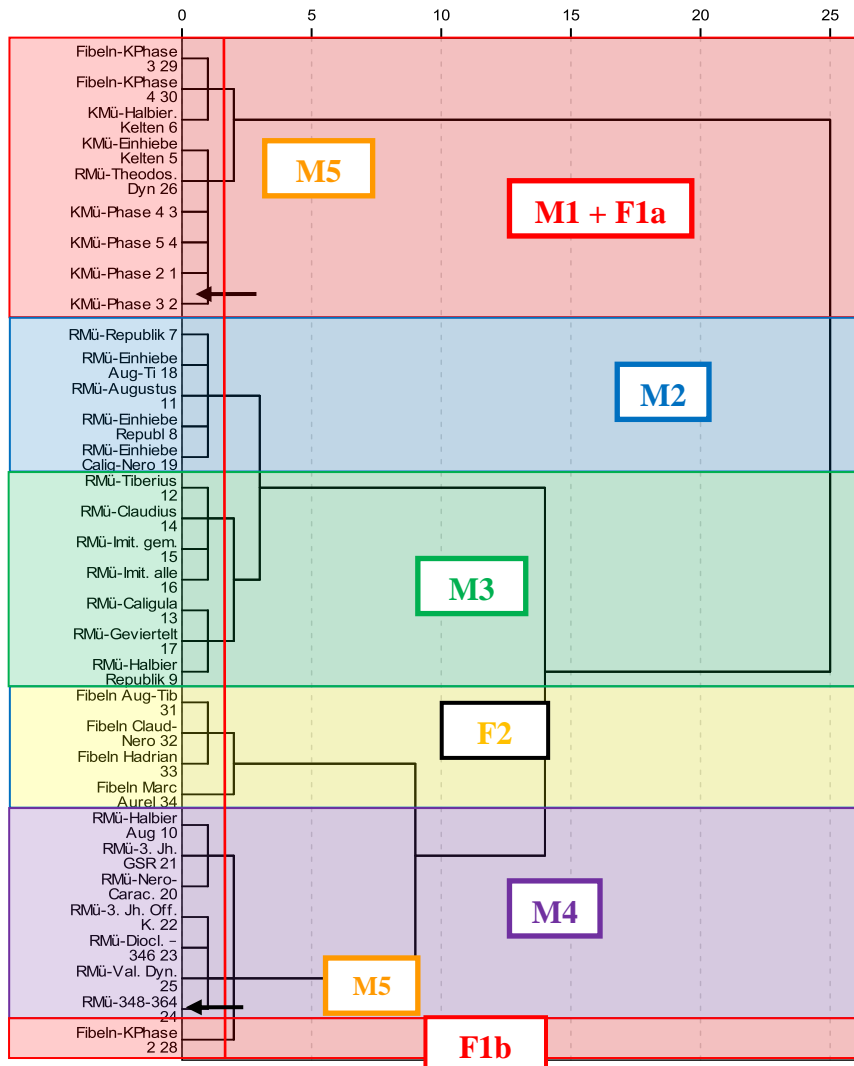 0 5 10 15 20 25
Fibeln-KPhase
3 29
Fibeln-KPhase
4 30
KMü-Halbier.
Kelten 6
KMü-Einhiebe
Kelten 5
RMü-Theodos.
Dyn 26
KMü-Phase 4 3
KMü-Phase 5 4
KMü-Phase 2 1
KMü-Phase 3 2
M5
M1 + F1a
RMü-Republik 7
RMü-Einhiebe
Aug-Ti 18
RMü-Augustus
11
RMü-Einhiebe
Republ 8
RMü-Einhiebe
Calig-Nero 19
M2
RMü-Tiberius
12
RMü-Claudius
14
RMü-Imit. gem.
15
RMü-Imit. alle
16
RMü-Caligula
13
RMü-Geviertelt
17
RMü-Halbier
Republik 9
M3
Fibeln Aug-Tib
31
Fibeln Claud-
Nero 32
Fibeln Hadrian
33
Fibeln Marc
Aurel 34
F2
RMü-Halbier
Aug 10
RMü-3. Jh.
GSR 21
RMü-Nero-
Carac. 20
RMü-3. Jh. Off.
K. 22
RMü-Diocl. –
346 23
RMü-Val. Dyn.
25
RMü-348-364
24
M4
M5
Fibeln-KPhase
2 28
F1b